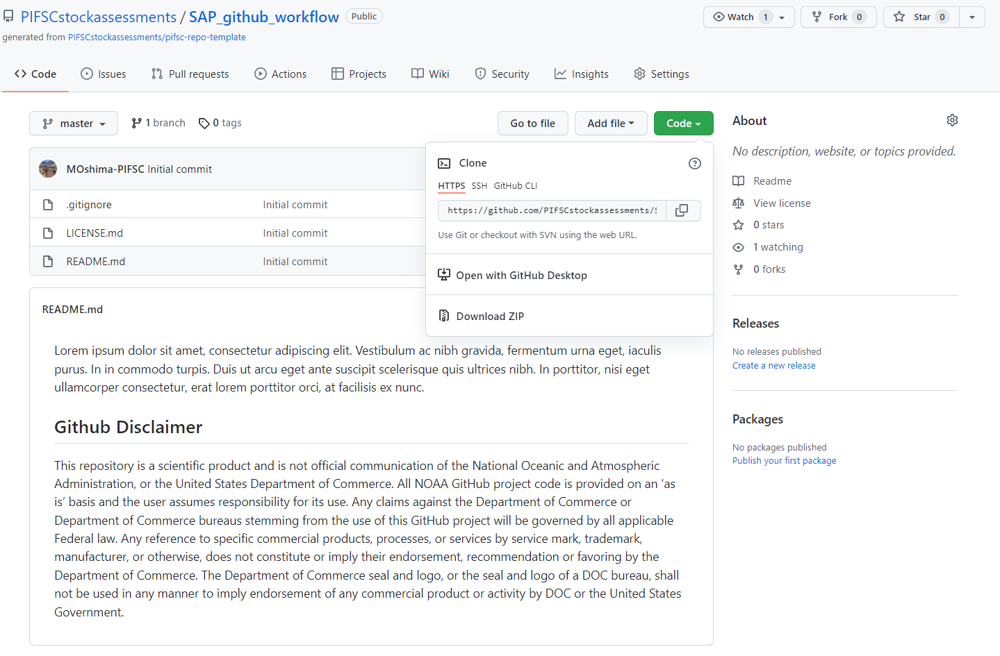 PIFSCstockassessments / SAP_github_workflow Public
Watch 1
Fork 0
Star 0
generated from PIFSCstockassessments/pifsc-repo-template
Code Issues Pull requests Actions Projects Wiki Security Insights Settings
master 1 branch 0 tags
Go to file Add file Code
MOshima-PIFSC Initial commit
.gitignore Initial commit
LICENSE.md Initial commit
README.md Initial commit
Clone
HTTPS SSH GitHub CLI
https://github.com/PIFSCstockassessments/
Use Git or checkout with SVN using the web URL.
Open with GitHub Desktop
Download ZIP
README.md
Lorem ipsum dolor sit amet, consectetur adipiscing elit. Vestibulum ac nibh gravida, fermentum urna eget, iaculis
purus. In in commodo turpis. Duis ut arcu eget ante suscipit scelerisque quis ultrices nibh. In porttitor, nisi eget
ullamcorper consectetur, erat lorem porttitor orci, at facilisis ex nunc.
Github Disclaimer
This repository is a scientific product and is not official communication of the National Oceanic and Atmospheric
Administration, or the United States Department of Commerce. All NOAA GitHub project code is provided on an ‘as
is’ basis and the user assumes responsibility for its use. Any claims against the Department of Commerce or
Department of Commerce bureaus stemming from the use of this GitHub project will be governed by all applicable
Federal law. Any reference to specific commercial products, processes, or services by service mark, trademark,
manufacturer, or otherwise, does not constitute or imply their endorsement, recommendation or favoring by the
Department of Commerce. The Department of Commerce seal and logo, or the seal and logo of a DOC bureau, shall
not be used in any manner to imply endorsement of any commercial product or activity by DOC or the United States
Government.
About
No description, website, or topics provided.
Readme
View license
0 stars
1 watching
0 forks
Releases
No releases published
Create a new release
Packages
No packages published
Publish your first package